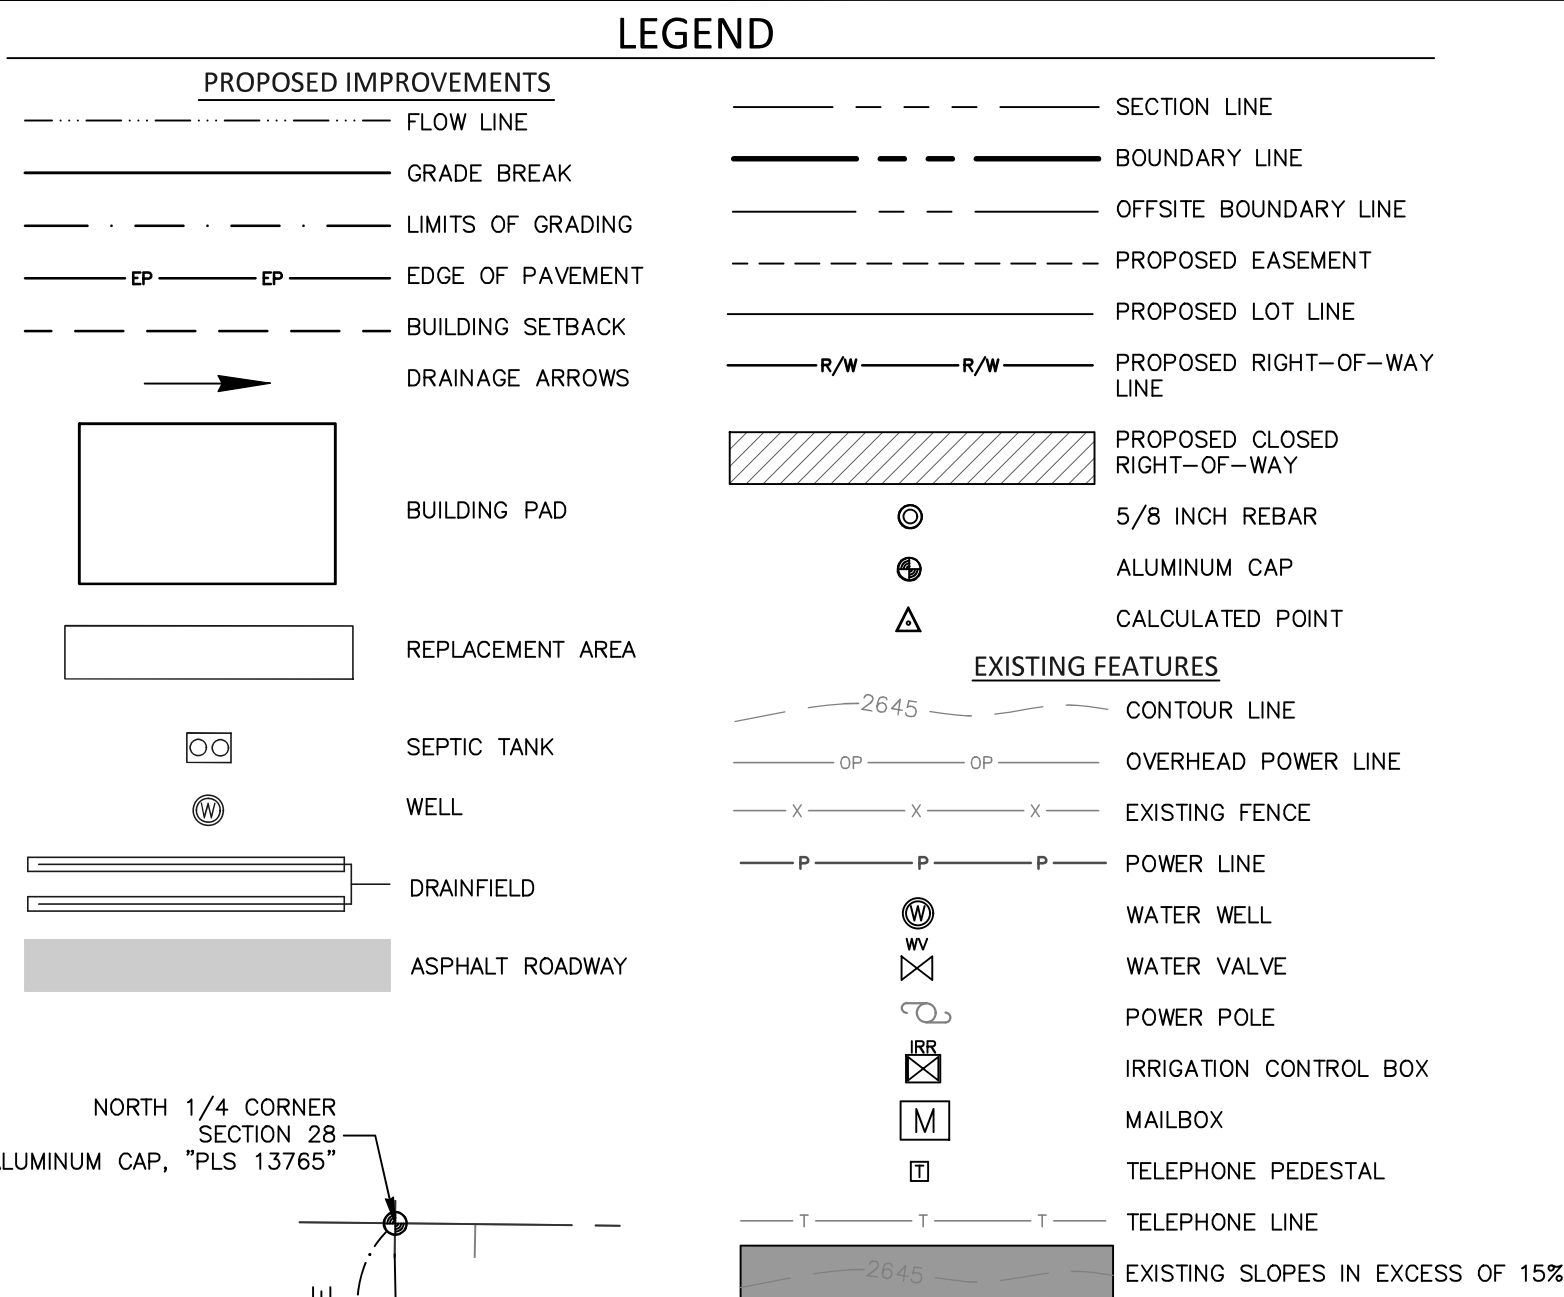 LEGEND
PROPOSED IMPROVEMENTS
FLOW LINE
GRADE BREAK
LIMITS OF GRADING
EP EP EDGE OF PAVEMENT
BUILDING SETBACK
DRAINAGE ARROWS
BUILDING PAD
REPLACEMENT AREA
SEPTIC TANK
W WELL
DRAINFIELD
ASPHALT ROADWAY
NORTH 1/4 CORNER
SECTION 28
ALUMINUM CAP, "PLS 13765"
E
SECTION LINE
BOUNDARY LINE
OFFSITE BOUNDARY LINE
PROPOSED EASEMENT
PROPOSED LOT LINE
R/W R/W PROPOSED RIGHT-OF-WAY
LINE
PROPOSED CLOSED
RIGHT-OF-WAY
5/8 INCH REBAR
ALUMINUM CAP
CALCULATED POINT
EXISTING FEATURES
2645 CONTOUR LINE
OP OP OVERHEAD POWER LINE
X X X EXISTING FENCE
P P P POWER LINE
W WATER WELL
WV
WATER VALVE
POWER POLE
IRR
IRRIGATION CONTROL BOX
M MAILBOX
T TELEPHONE PEDESTAL
T T T TELEPHONE LINE
2645 EXISTING SLOPES IN EXCESS OF 15%